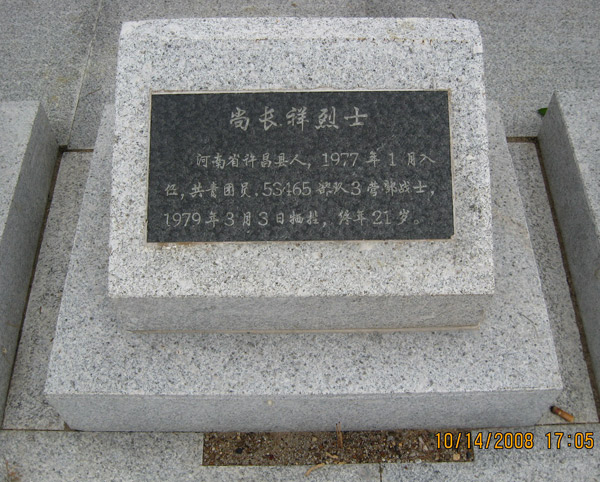 尚长祥烈士
河南省许昌县人，1977年1月入
伍，共青团员，53465部队3营部战士，
1979年3月3日牺牲，终年21岁。
10/14/2008 17:05